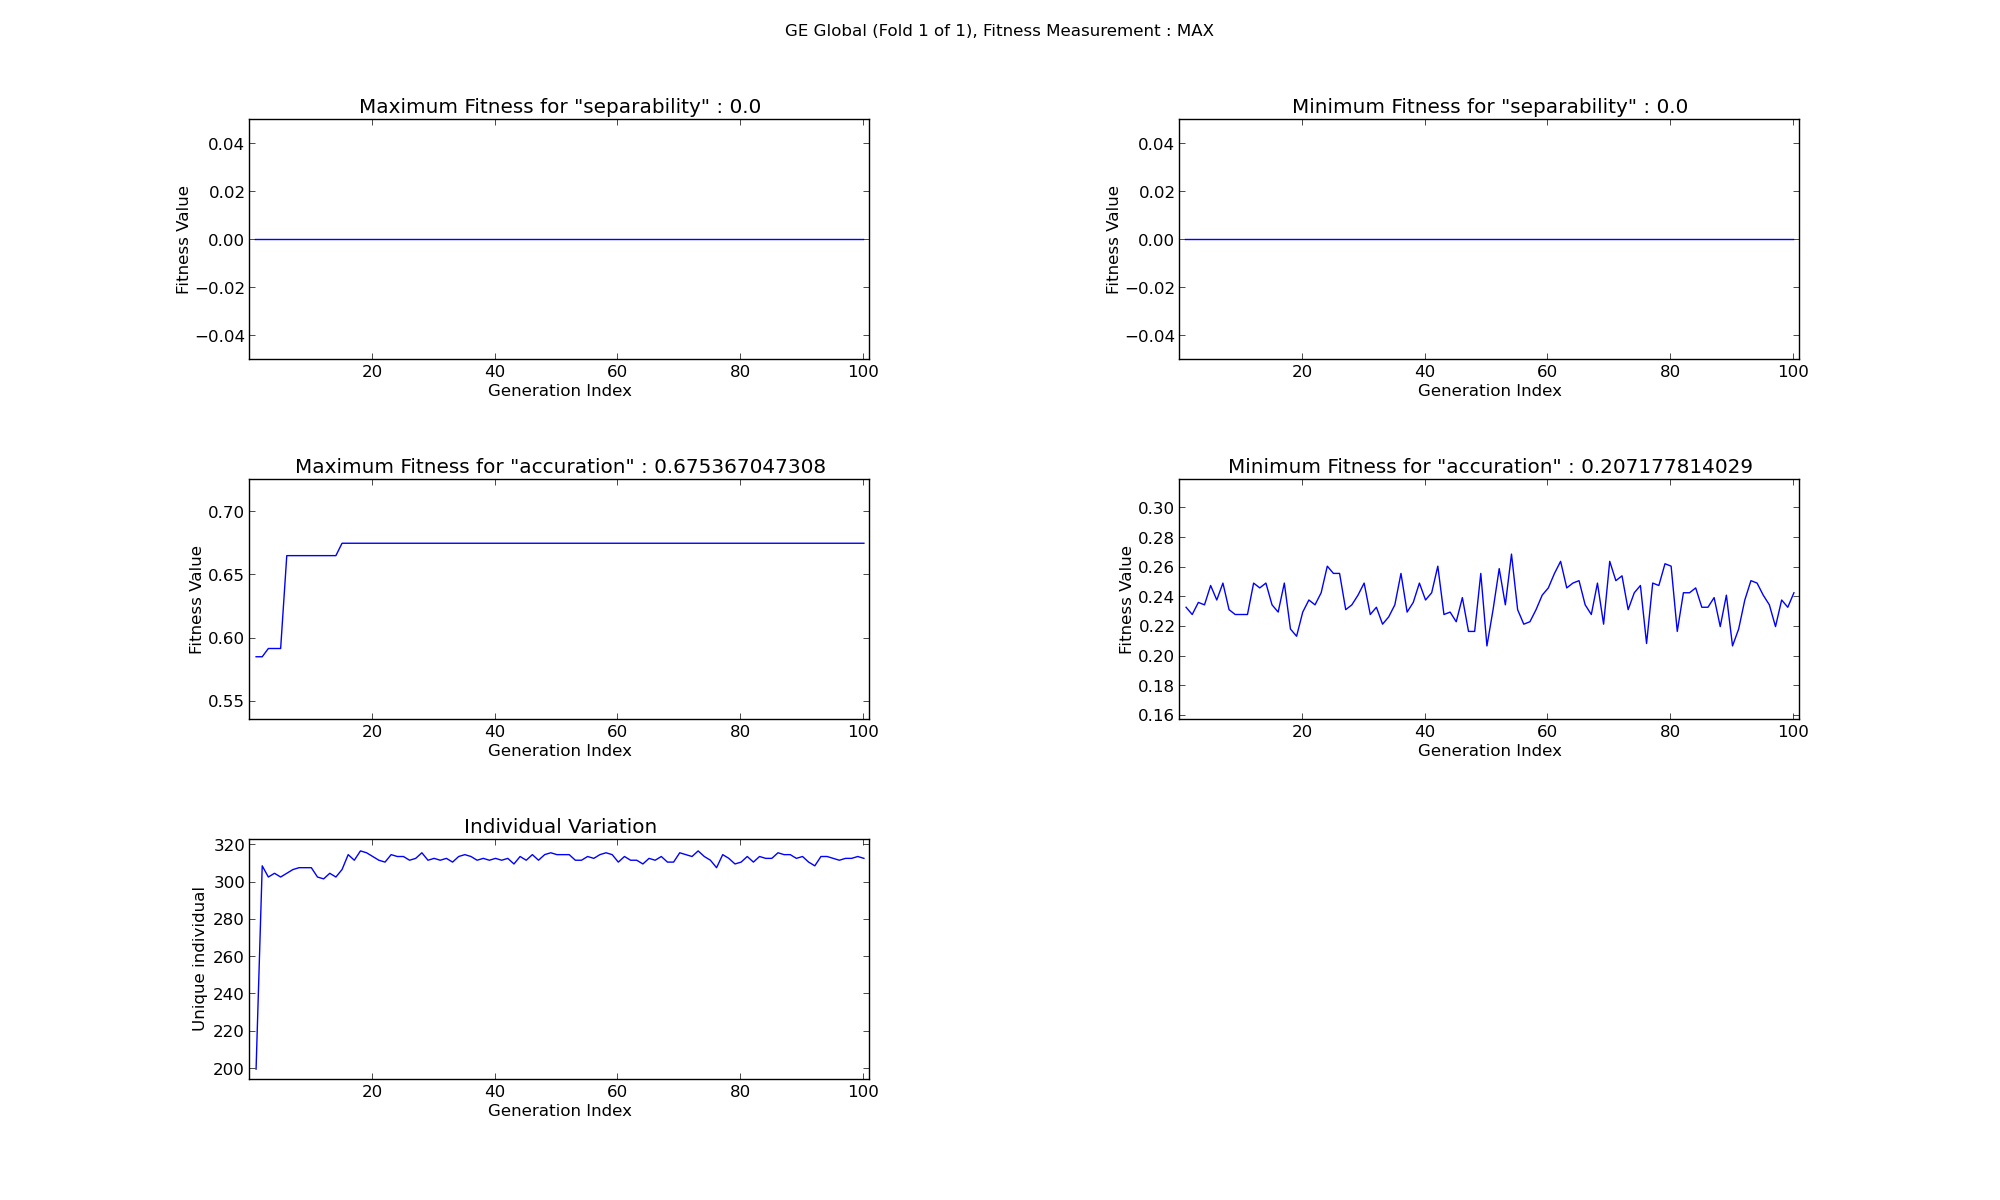 GE Global (Fold 1 of 1), Fitness Measurement : MAX
Maximum Fitness for "separability" : 0.0
0.04
0.02
0.00
−0.02
−0.04
Fitness Value
20 40 60 80 100
Generation Index
Minimum Fitness for "separability" : 0.0
0.04
0.02
0.00
−0.02
−0.04
Fitness Value
20 40 60 80 100
Generation Index
Maximum Fitness for "accuration" : 0.675367047308
0.70
0.65
0.60
0.55
Fitness Value
20 40 60 80 100
Generation Index
Minimum Fitness for "accuration" : 0.207177814029
0.30
0.28
0.26
0.24
0.22
0.20
0.18
0.16
Fitness Value
20 40 60 80 100
Generation Index
Individual Variation
320
300
280
260
240
220
200
Unique individual
20 40 60 80 100
Generation Index